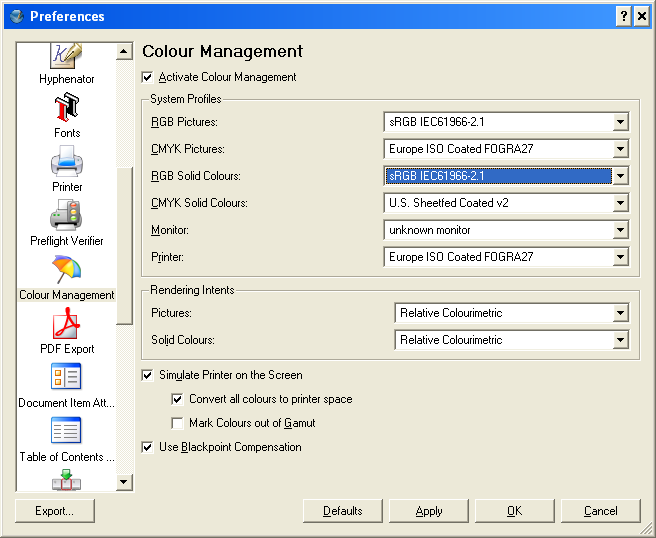 Preferences
Hyphenator
Fonts
Printer
Preflight Verifier
Colour Management
PDF Export
Document Item Att...
Table of Contents ...
Colour Management
Activate Colour Management
System Profiles
RGB Pictures: sRGB IEC61966-2.1
CMYK Pictures: Europe ISO Coated FOGRA27
RGB Solid Colours: sRGB IEC61966-2.1
CMYK Solid Colours: U.S. Sheetfed Coated v2
Monitor: unknown monitor
Printer: Europe ISO Coated FOGRA27
Rendering Intents
Pictures: Relative Colourimetric
Solid Colours: Relative Colourimetric
Simulate Printer on the Screen
Convert all colours to printer space
Mark Colours out of Gamut
Use Blackpoint Compensation
Export... Defaults Apply OK Cancel